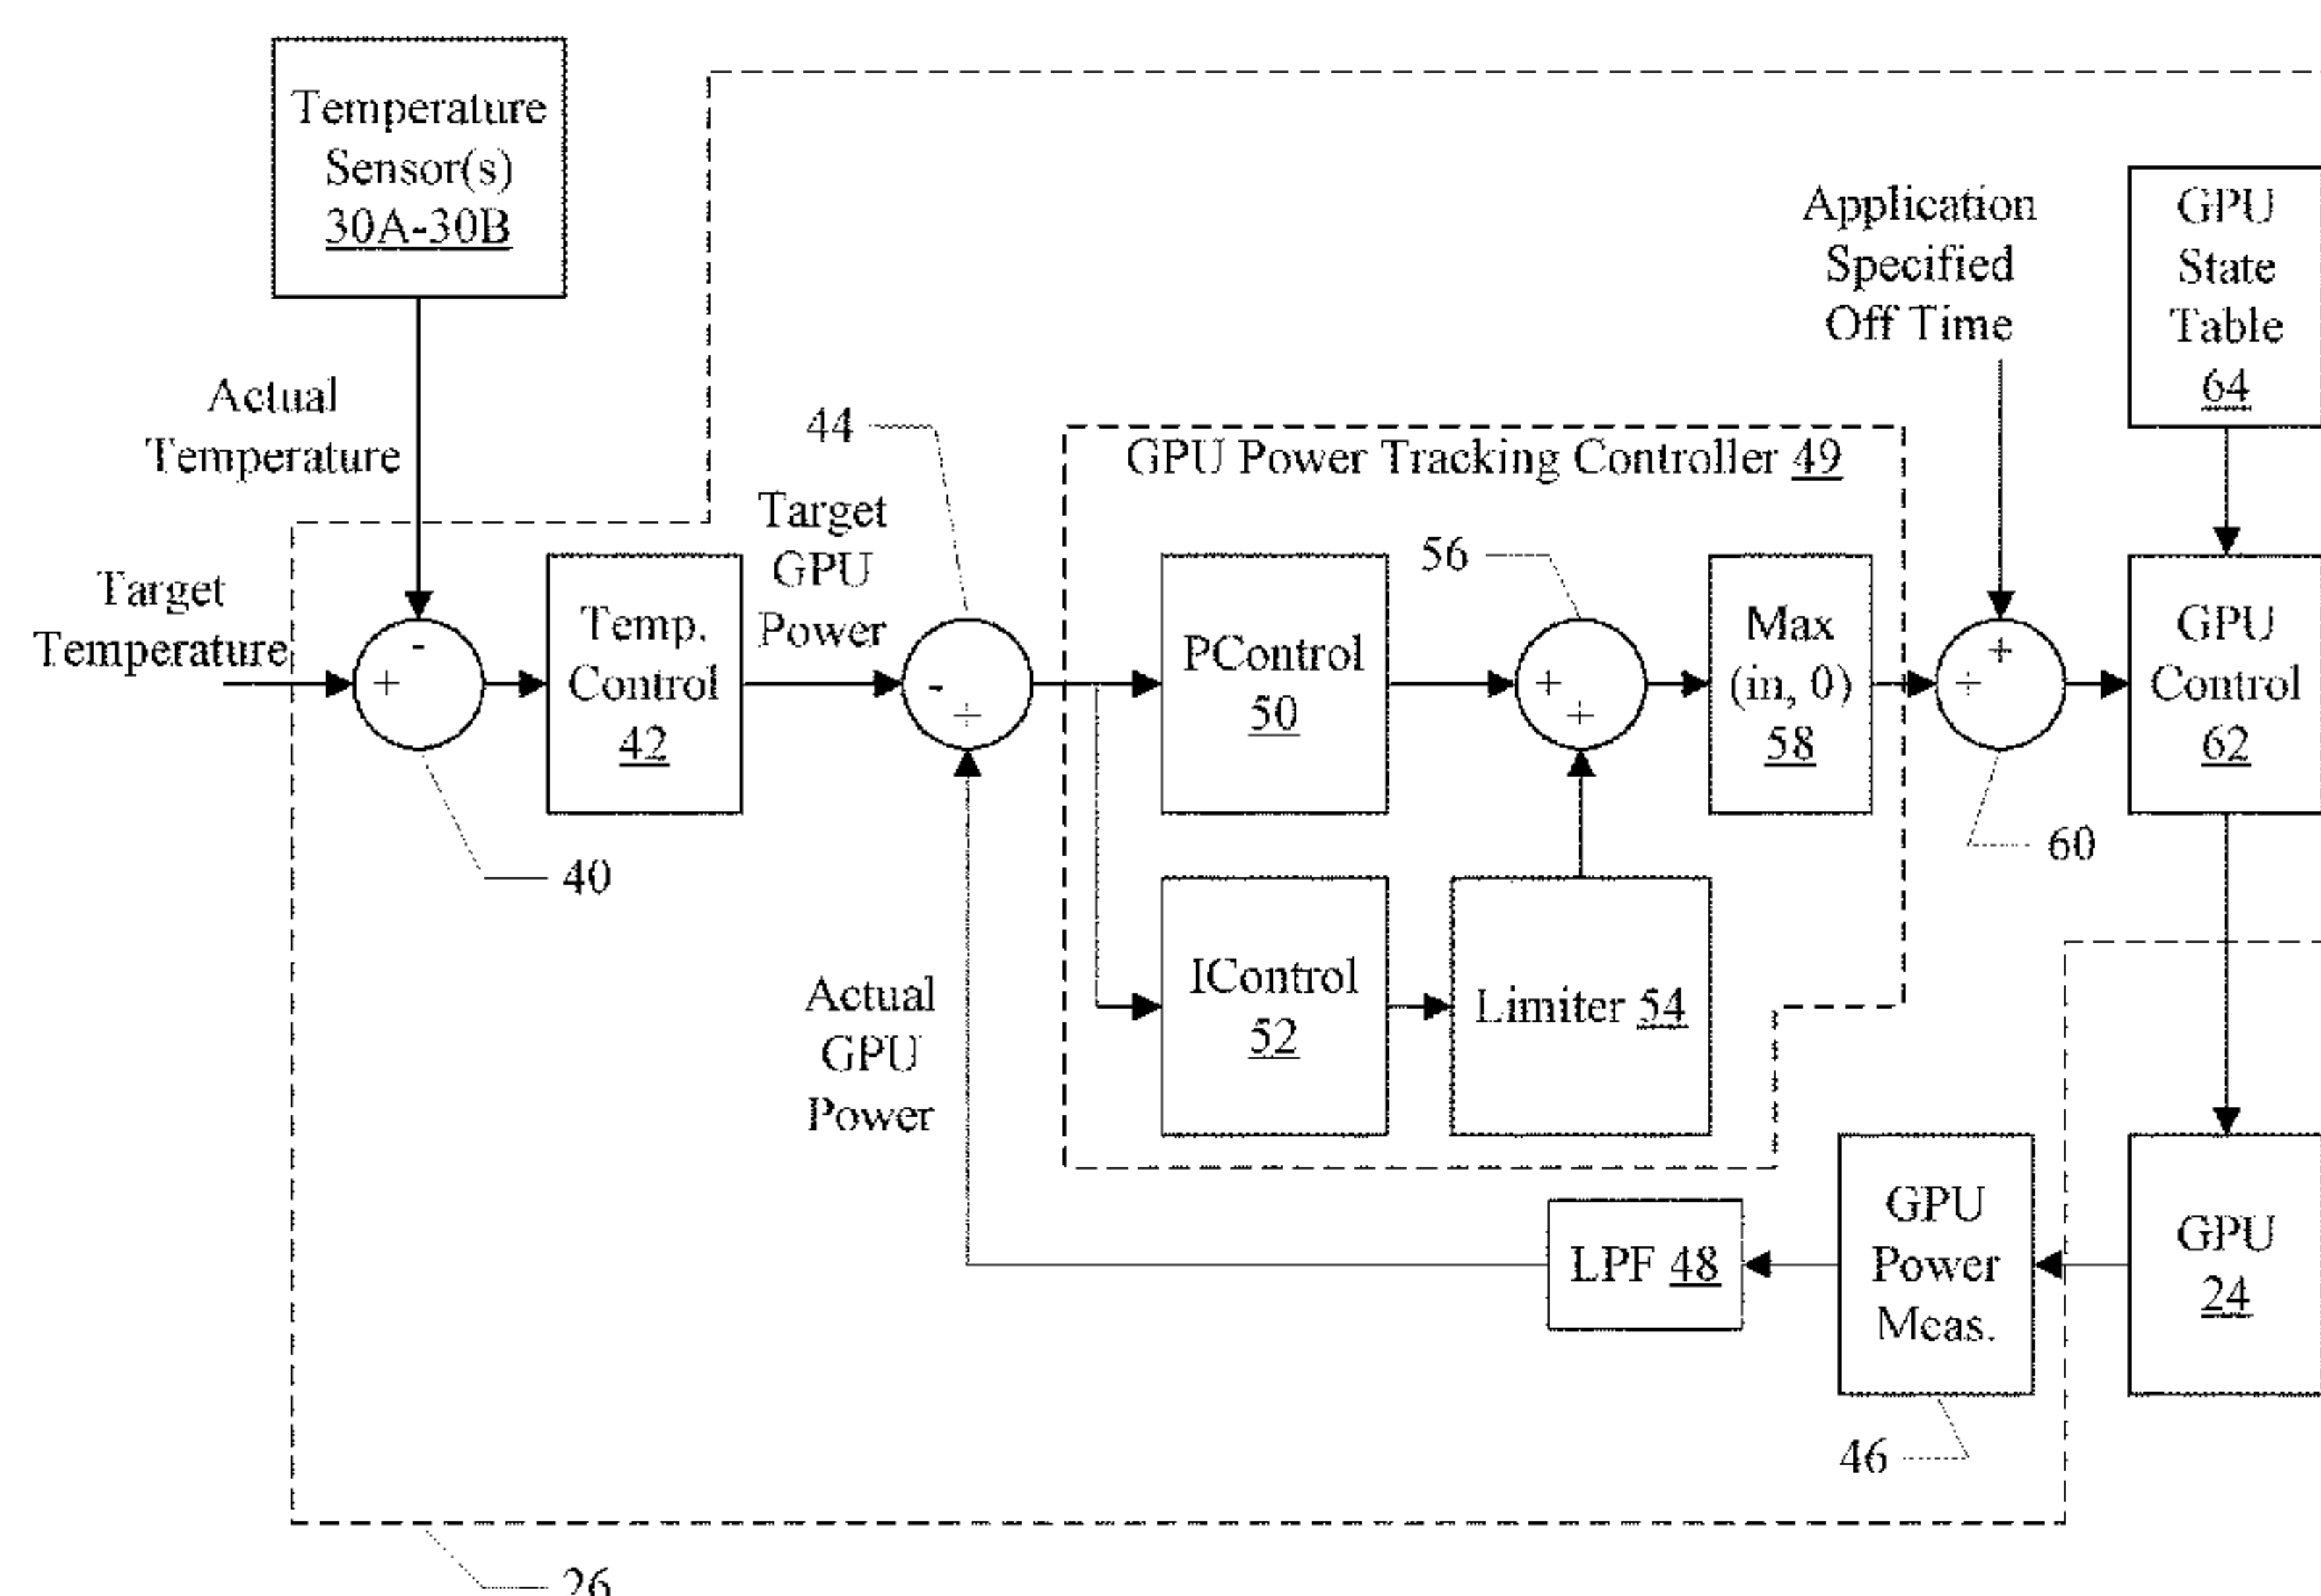 Temperature
Sensor(s)
30A-30B
Application
Specified
Off Time
GPU
State
Table
64
Actual
Temperature
44
GPU Power Tracking Controller 49
Target
GPU
Power
56
Target
Temperature
+
-
Temp.
Control
42
-
+
PControl
50
+
+
Max
(in, 0)
58
+
+
GPU
Control
62
40
60
Actual
GPU
Power
IControl
52
Limiter 54
LPF 48
GPU
Power
Meas.
GPU
24
46
26